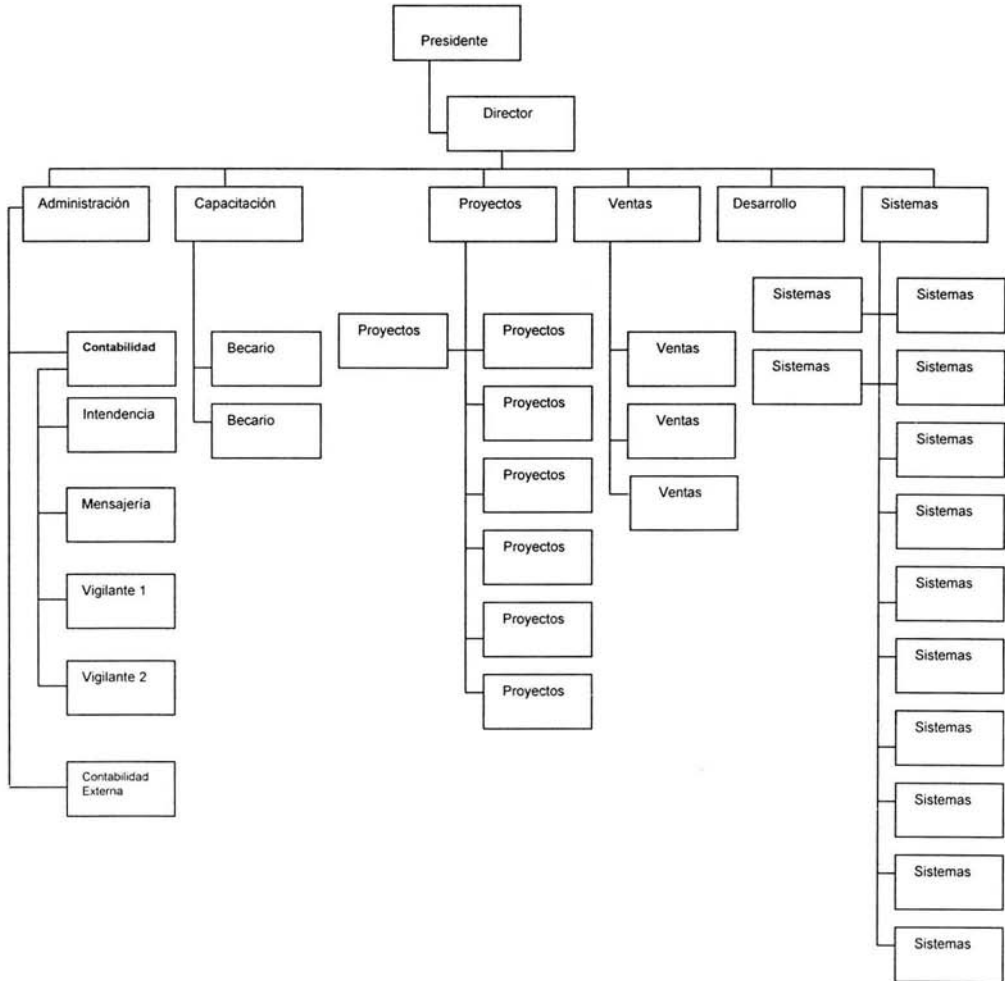 Presidente
Director
Administración
Capacitación
Proyectos
Ventas
Desarrollo
Sistemas
Contabilidad
Intendencia
Mensajería
Vigilante 1
Vigilante 2
Contabilidad
Externa
Becario
Becario
Proyectos
Proyectos
Proyectos
Proyectos
Proyectos
Proyectos
Proyectos
Ventas
Ventas
Ventas
Sistemas
Sistemas
Sistemas
Sistemas
Sistemas
Sistemas
Sistemas
Sistemas
Sistemas
Sistemas
Sistemas
Sistemas